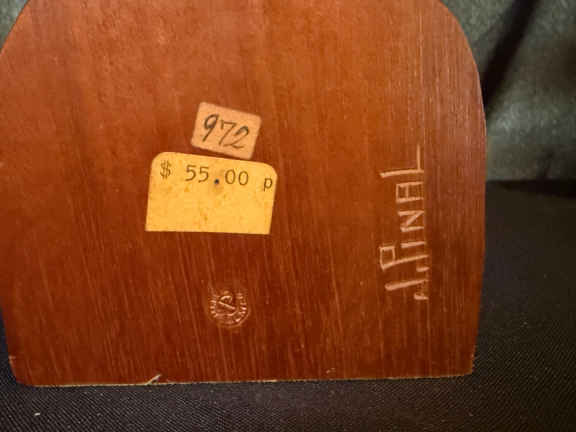 972
$ 55.00 p
J. PINAL